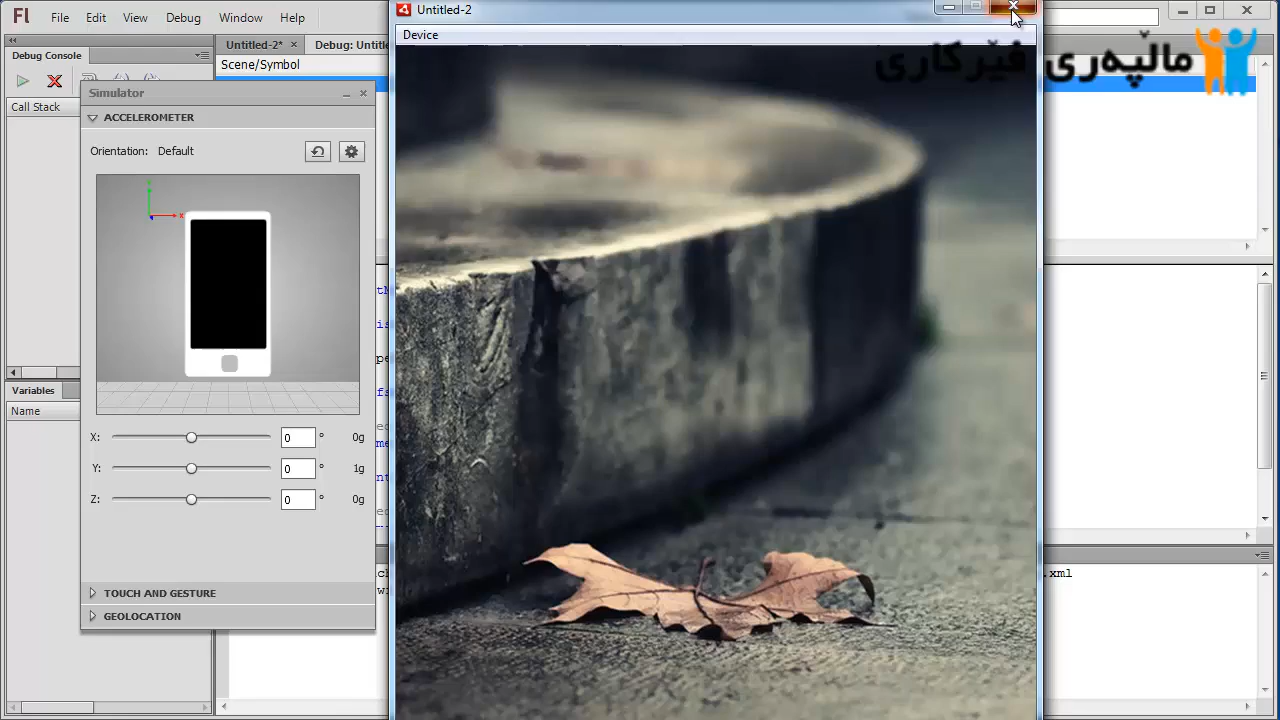 Fl File Edit View Debug Window Help
Untitled-2
Debug Console
Untitled-2* Debug: Untitle
Device
Scene/Symbol
ماڵپەڕی فێرکاری
Call Stack
Simulator
ACCELEROMETER
Orientation: Default
Variables
Name
X: 0 ° 0g
Y: 0 ° 1g
Z: 0 ° 0g
TOUCH AND GESTURE
GEOLOCATION
.xml